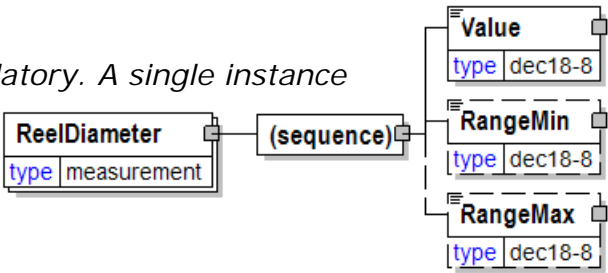 Value
type dec18-8
latory. A single instance
RangeMin
type dec18-8
ReelDiameter
type measurement
(sequence)
RangeMax
type dec18-8